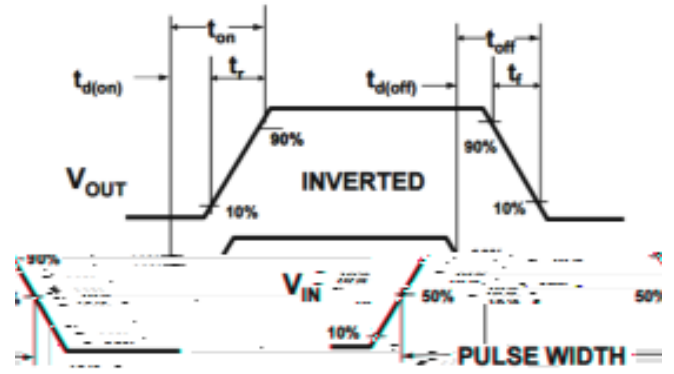 ton
toff
td(on)
tr
td(off)
tf
90%
90%
VOUT
INVERTED
10%
10%
90%
VIN
50%
50%
10%
PULSE WIDTH